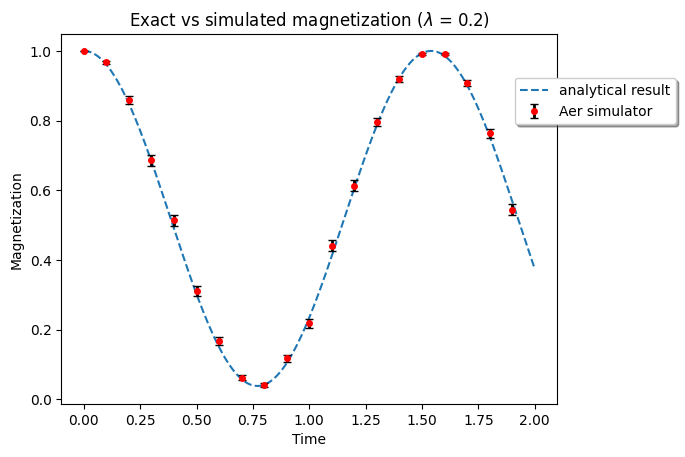 Exact vs simulated magnetization (λ = 0.2)
analytical result
Aer simulator
Magnetization
1.0
0.8
0.6
0.4
0.2
0.0
0.00 0.25 0.50 0.75 1.00 1.25 1.50 1.75 2.00
Time